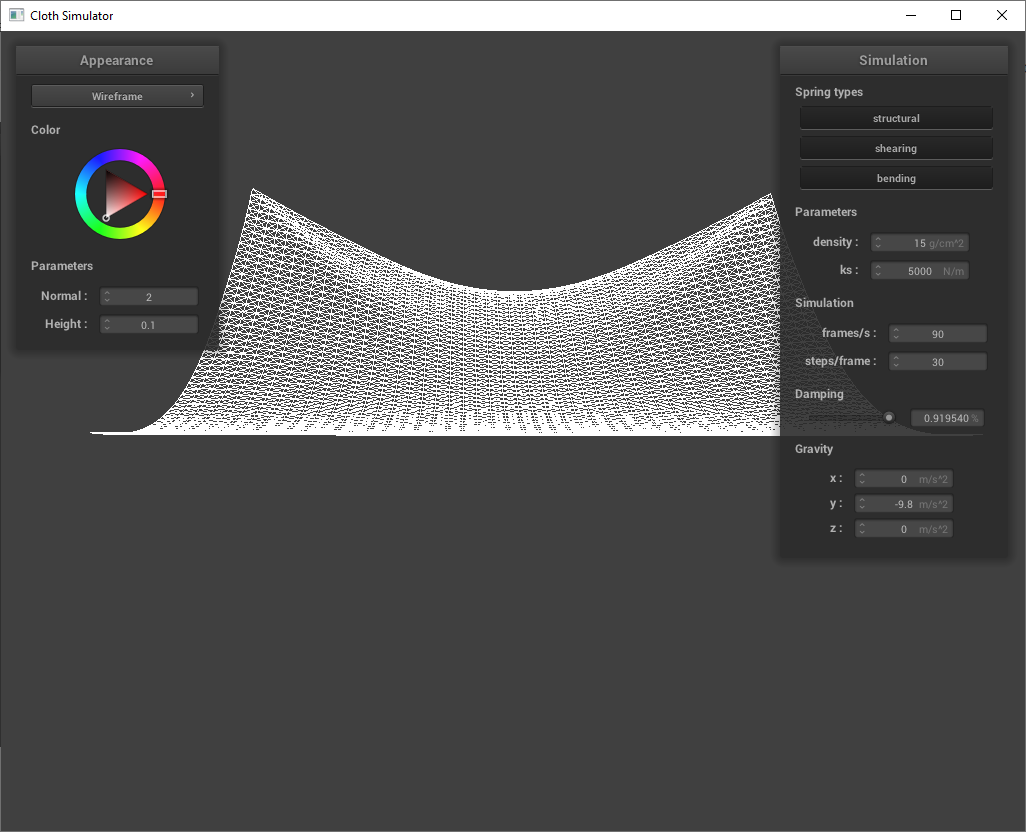 Cloth Simulator
Appearance
Wireframe
Color
Parameters
Normal : 2
Height : 0.1
Simulation
Spring types
structural
shearing
bending
Parameters
density : 15 g/cm^2
ks : 5000 N/m
Simulation
frames/s : 90
steps/frame : 30
Damping
0.919540 %
Gravity
x : 0 m/s^2
y : -9.8 m/s^2
z : 0 m/s^2